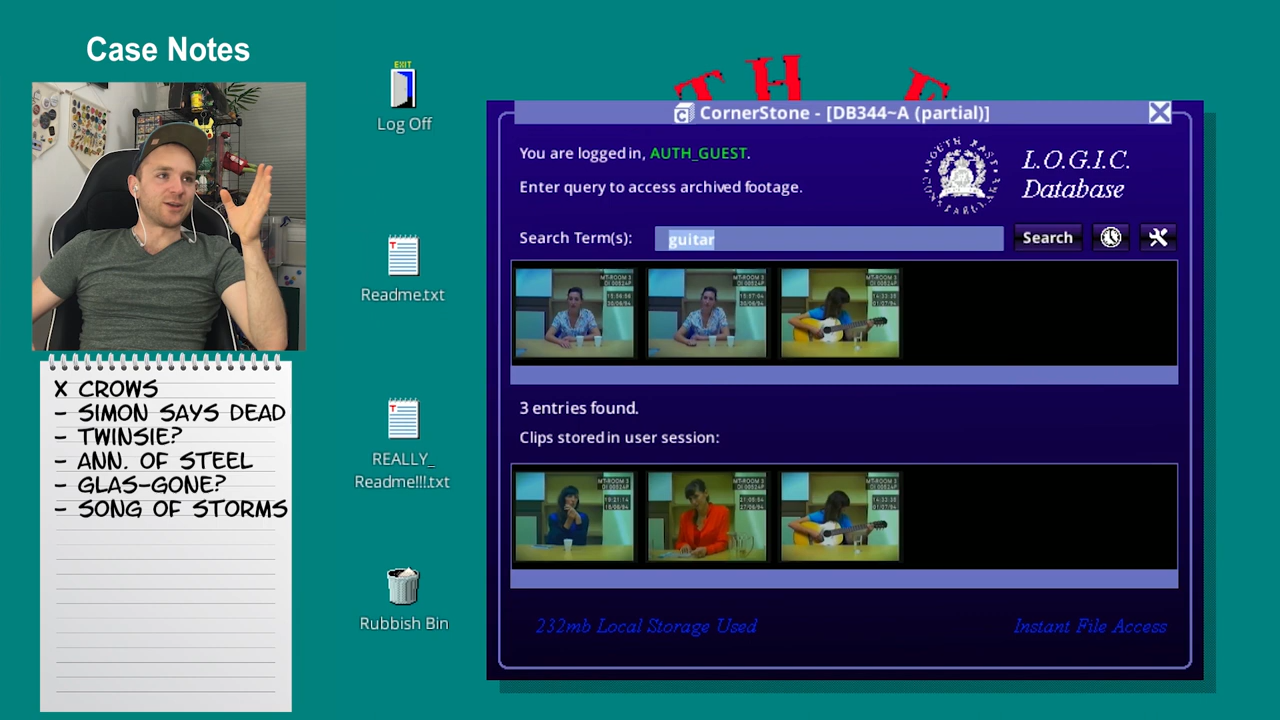 Case Notes
X CROWS
- SIMON SAYS DEAD
- TWINSIE?
- ANN. OF STEEL
- GLAS-GONE?
- SONG OF STORMS
EXIT
Log Off
Readme.txt
REALLY_
Readme!!!.txt
Rubbish Bin
T H E
CornerStone - [DB344~A (partial)]
You are logged in, AUTH_GUEST.
Enter query to access archived footage.
L.O.G.I.C.
Database
Search Term(s):
guitar
Search
3 entries found.
Clips stored in user session:
232mb Local Storage Used
Instant File Access